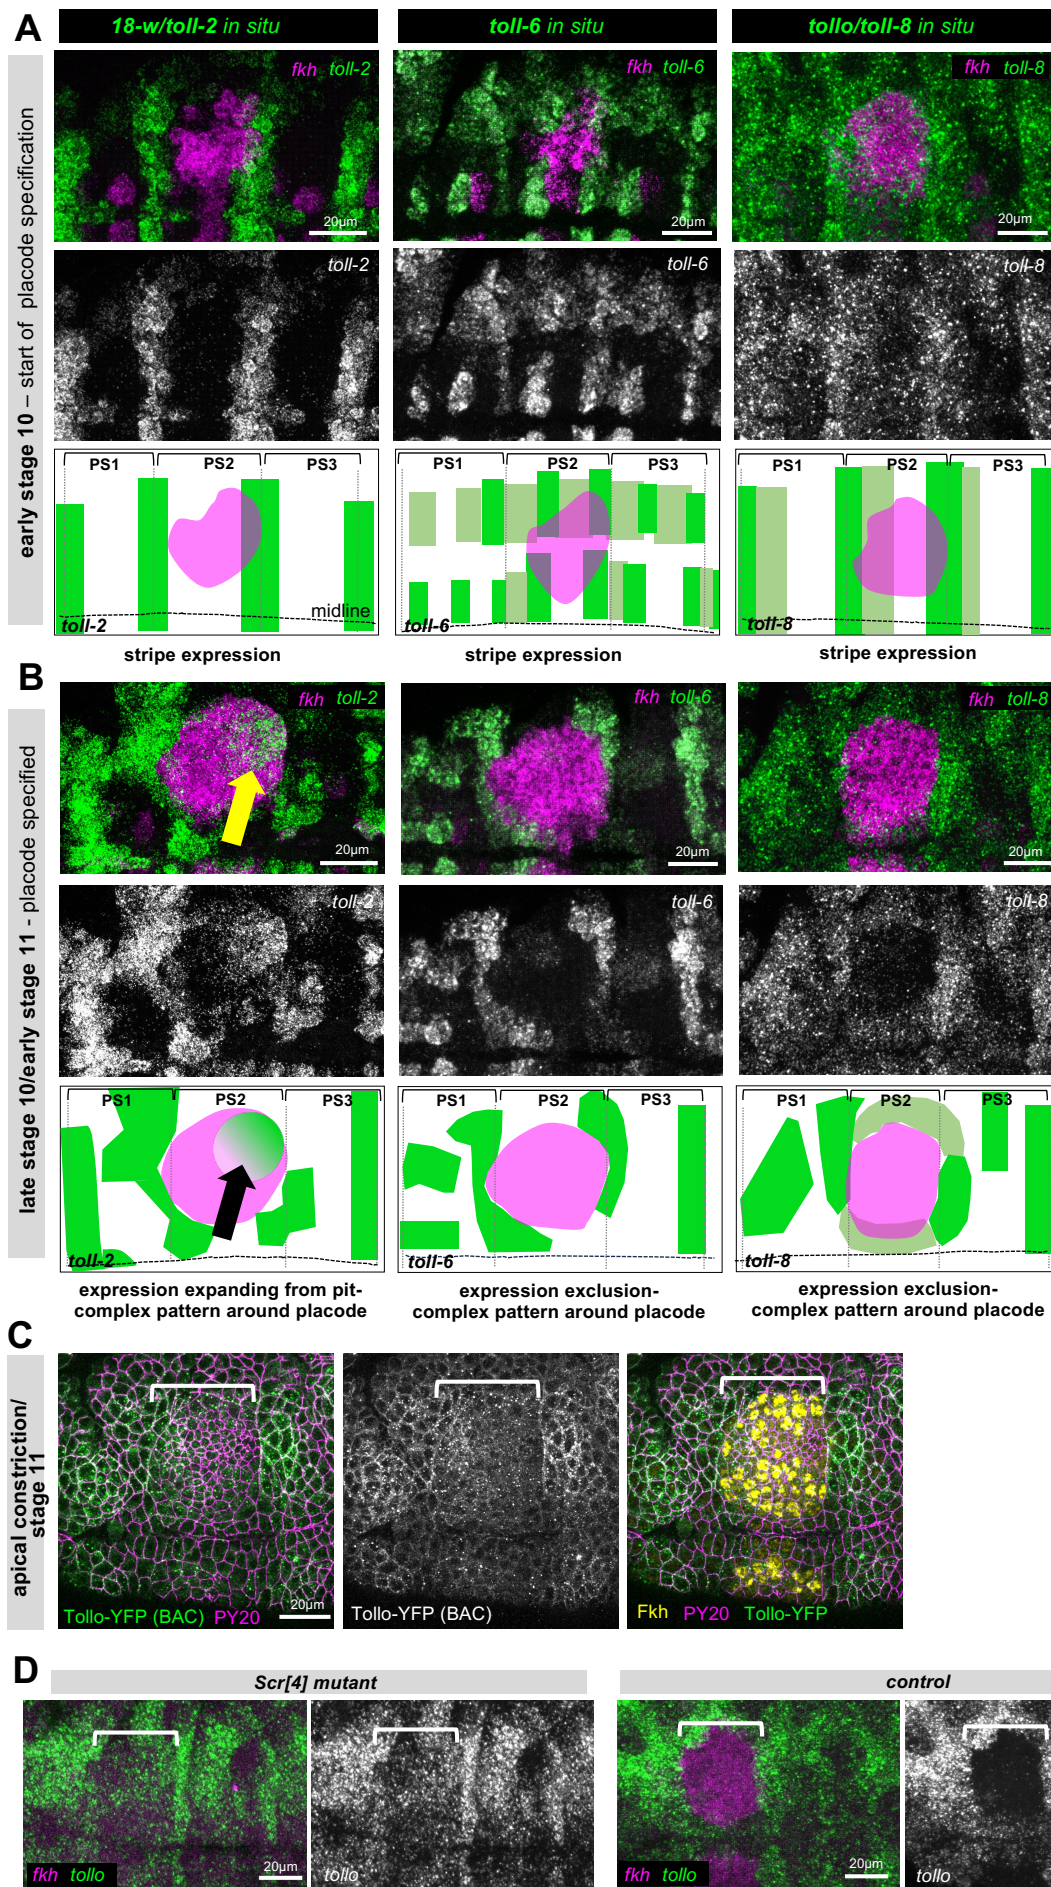 A
18-w/toll-2 in situ
toll-6 in situ
tollo/toll-8 in situ
early stage 10 – start of placode specification
fkh toll-2
20µm
fkh toll-6
20µm
fkh toll-8
20µm
toll-2
toll-6
toll-8
PS1 PS2 PS3
midline
toll-2
PS1 PS2 PS3
toll-6
PS1 PS2 PS3
toll-8
stripe expression
stripe expression
stripe expression
B
late stage 10/early stage 11 - placode specified
fkh toll-2
20µm
fkh toll-6
20µm
fkh toll-8
20µm
toll-2
toll-6
toll-8
PS1 PS2 PS3
toll-2
PS1 PS2 PS3
toll-6
PS1 PS2 PS3
toll-8
expression expanding from pit-
complex pattern around placode
expression exclusion-
complex pattern around placode
expression exclusion-
complex pattern around placode
C
apical constriction/
stage 11
Tollo-YFP (BAC) PY20
20µm
Tollo-YFP (BAC)
Fkh PY20 Tollo-YFP
D
Scr[4] mutant
control
fkh tollo
20µm
tollo
fkh tollo
20µm
tollo